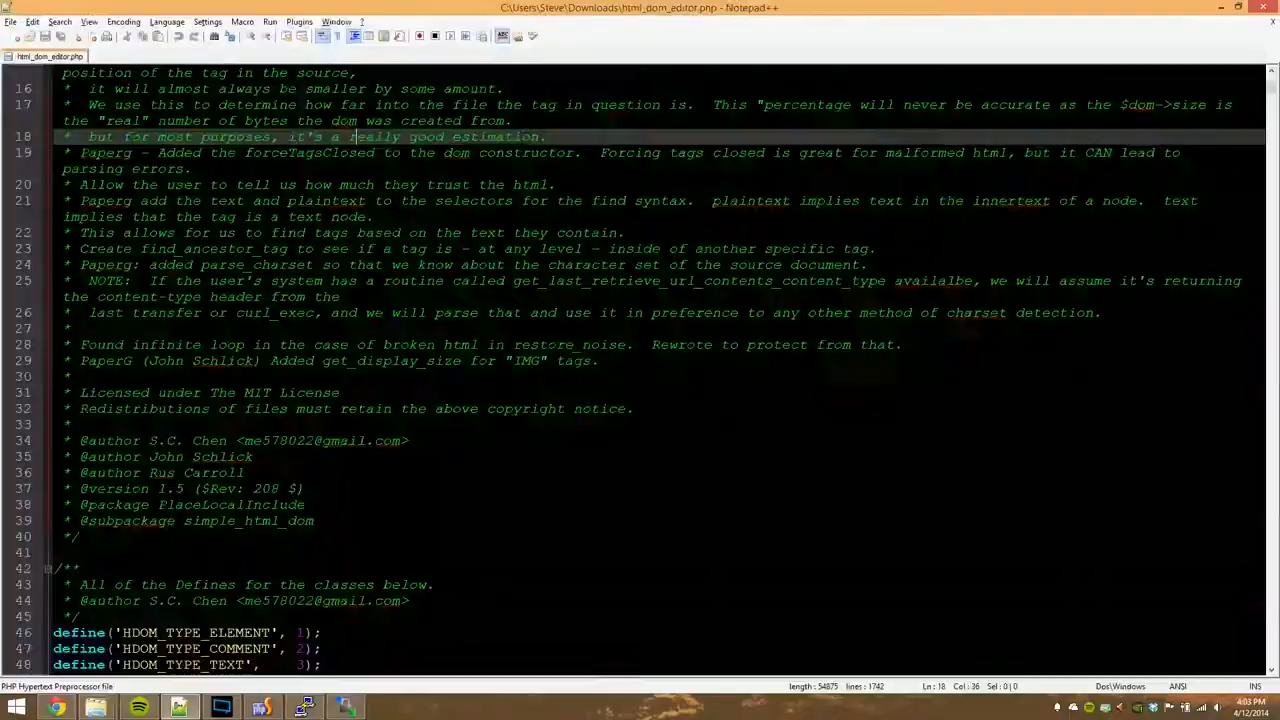 C:\Users\Steve\Downloads\html_dom_editor.php - Notepad++
File Edit Search View Encoding Language Settings Macro Run Plugins Window ?
html_dom_editor.php
position of the tag in the source,
16 * it will almost always be smaller by some amount.
17 * We use this to determine how far into the file the tag in question is. This "percentage will never be accurate as the $dom->size is
the "real" number of bytes the dom was created from.
18 * but for most purposes, it's a really good estimation.
19 * Paperg - Added the forceTagsClosed to the dom constructor. Forcing tags closed is great for malformed html, but it CAN lead to
parsing errors.
20 * Allow the user to tell us how much they trust the html.
21 * Paperg add the text and plaintext to the selectors for the find syntax. plaintext implies text in the innertext of a node. text
implies that the tag is a text node.
22 * This allows for us to find tags based on the text they contain.
23 * Create find_ancestor_tag to see if a tag is - at any level - inside of another specific tag.
24 * Paperg: added parse_charset so that we know about the character set of the source document.
25 * NOTE: If the user's system has a routine called get_last_retrieve_url_contents_content_type availalbe, we will assume it's returning
the content-type header from the
26 * last transfer or curl_exec, and we will parse that and use it in preference to any other method of charset detection.
27 *
28 * Found infinite loop in the case of broken html in restore_noise. Rewrote to protect from that.
29 * PaperG (John Schlick) Added get_display_size for "IMG" tags.
30 *
31 * Licensed under The MIT License
32 * Redistributions of files must retain the above copyright notice.
33 *
34 * @author S.C. Chen <me578022@gmail.com>
35 * @author John Schlick
36 * @author Rus Carroll
37 * @version 1.5 ($Rev: 208 $)
38 * @package PlaceLocalInclude
39 * @subpackage simple_html_dom
40 */
41
42 /**
43 * All of the Defines for the classes below.
44 * @author S.C. Chen <me578022@gmail.com>
45 */
46 define('HDOM_TYPE_ELEMENT', 1);
47 define('HDOM_TYPE_COMMENT', 2);
48 define('HDOM_TYPE_TEXT', 3);
PHP Hypertext Preprocessor file length : 54875 lines : 1742 Ln : 18 Col : 36 Sel : 0 | 0 Dos\Windows ANSI INS
4:03 PM
4/12/2014